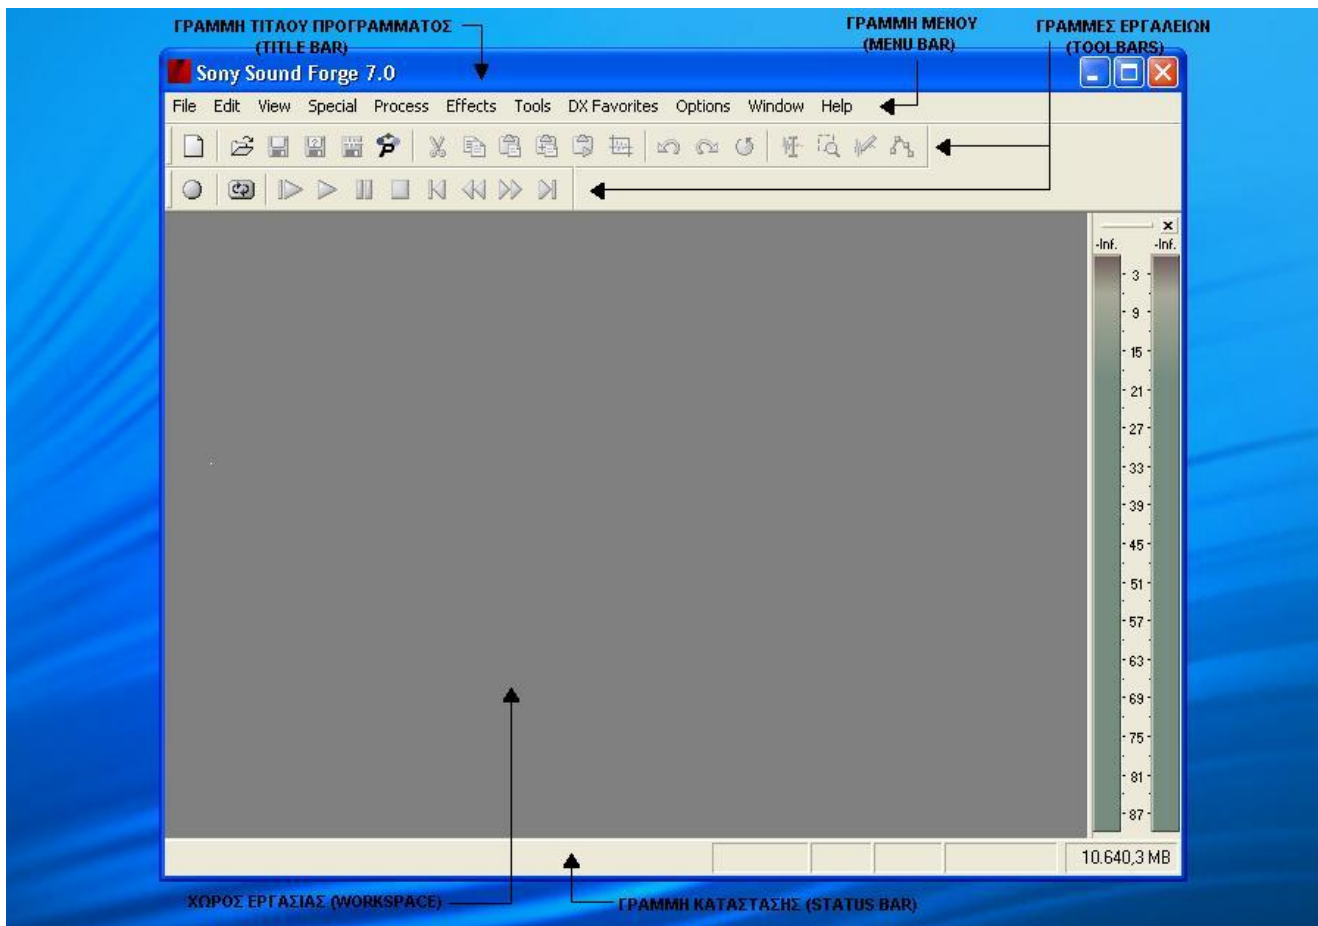 ΓΡΑΜΜΗ ΤΙΤΛΟΥ ΠΡΟΓΡΑΜΜΑΤΟΣ
(TITLE BAR)
ΓΡΑΜΜΗ ΜΕΝΟΥ
(MENU BAR)
ΓΡΑΜΜΕΣ ΕΡΓΑΛΕΙΩΝ
(TOOLBARS)
Sony Sound Forge 7.0
File Edit View Special Process Effects Tools DX Favorites Options Window Help
-Inf. -Inf.
3
9
15
21
27
33
39
45
51
57
63
69
75
81
87
10.640,3 MB
ΧΩΡΟΣ ΕΡΓΑΣΙΑΣ (WORKSPACE)
ΓΡΑΜΜΗ ΚΑΤΑΣΤΑΣΗΣ (STATUS BAR)